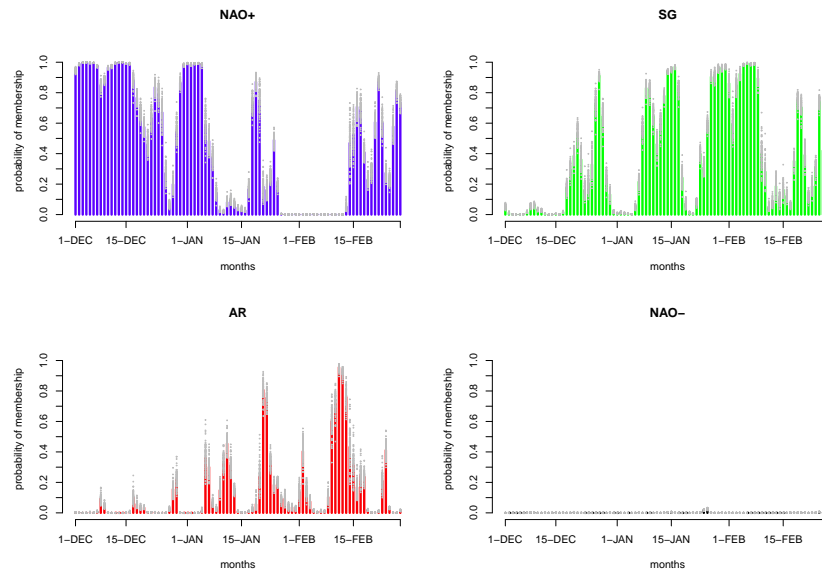 NAO+
probability of membership
0.0 0.2 0.4 0.6 0.8 1.0
1−DEC 15−DEC 1−JAN 15−JAN 1−FEB 15−FEB
months
SG
probability of membership
0.0 0.2 0.4 0.6 0.8 1.0
1−DEC 15−DEC 1−JAN 15−JAN 1−FEB 15−FEB
months
AR
probability of membership
0.0 0.2 0.4 0.6 0.8 1.0
1−DEC 15−DEC 1−JAN 15−JAN 1−FEB 15−FEB
months
NAO−
probability of membership
0.0 0.2 0.4 0.6 0.8 1.0
1−DEC 15−DEC 1−JAN 15−JAN 1−FEB 15−FEB
months